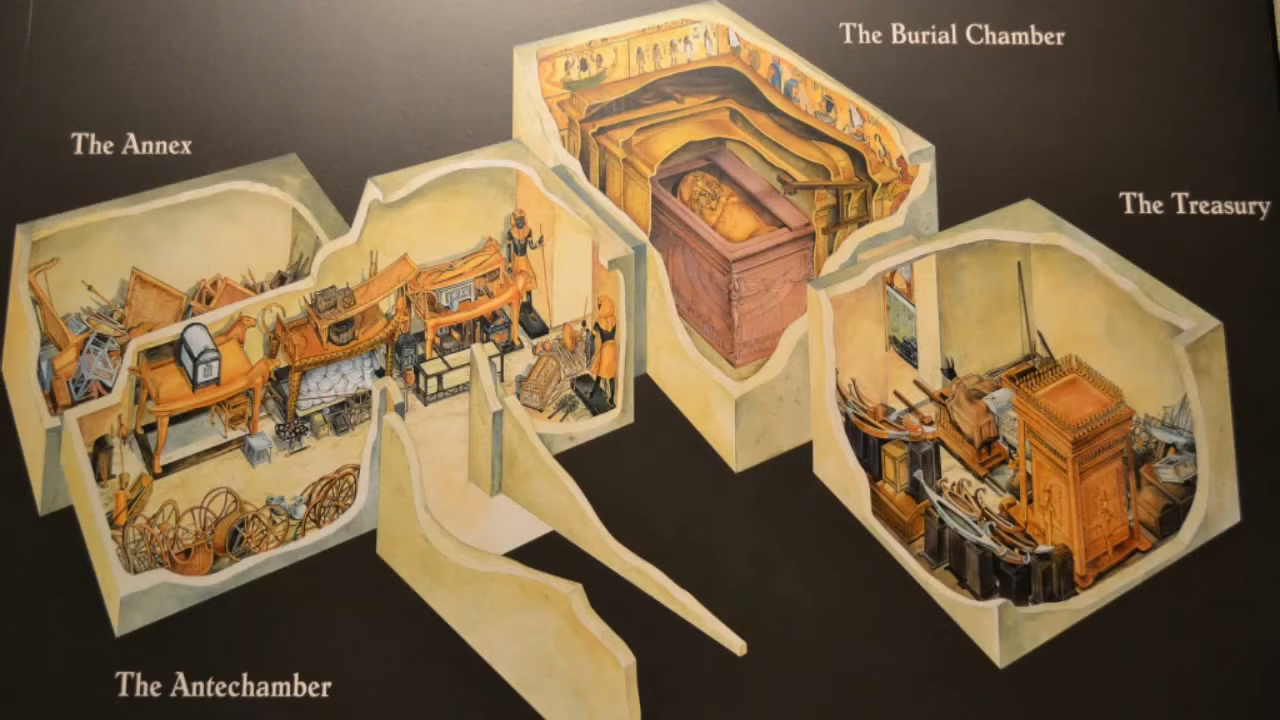 The Burial Chamber
The Annex
The Treasury
The Antechamber